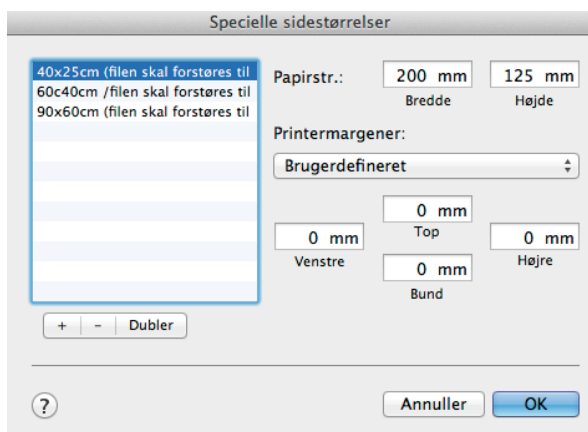 Specielle sidestørrelser
40x25cm (filen skal forstøres til
60c40cm /filen skal forstøres til
90x60cm (filen skal forstøres til
Papirstr.: 200 mm 125 mm
Bredde Højde
Printermargener:
Brugerdefineret
0 mm
Top
0 mm 0 mm
Venstre Højre
0 mm
Bund
+ - Dubler
? Annuller OK